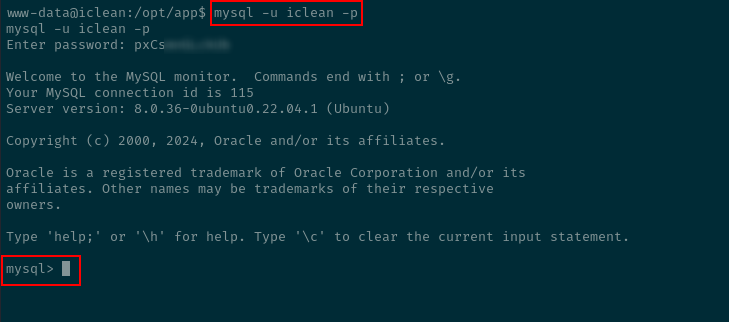 www-data@iclean:/opt/app$ mysql -u iclean -p
mysql -u iclean -p
Enter password: pxCs
Welcome to the MySQL monitor.  Commands end with ; or \g.
Your MySQL connection id is 115
Server version: 8.0.36-0ubuntu0.22.04.1 (Ubuntu)
Copyright (c) 2000, 2024, Oracle and/or its affiliates.
Oracle is a registered trademark of Oracle Corporation and/or its
affiliates. Other names may be trademarks of their respective
owners.
Type 'help;' or '\h' for help. Type '\c' to clear the current input statement.
mysql>